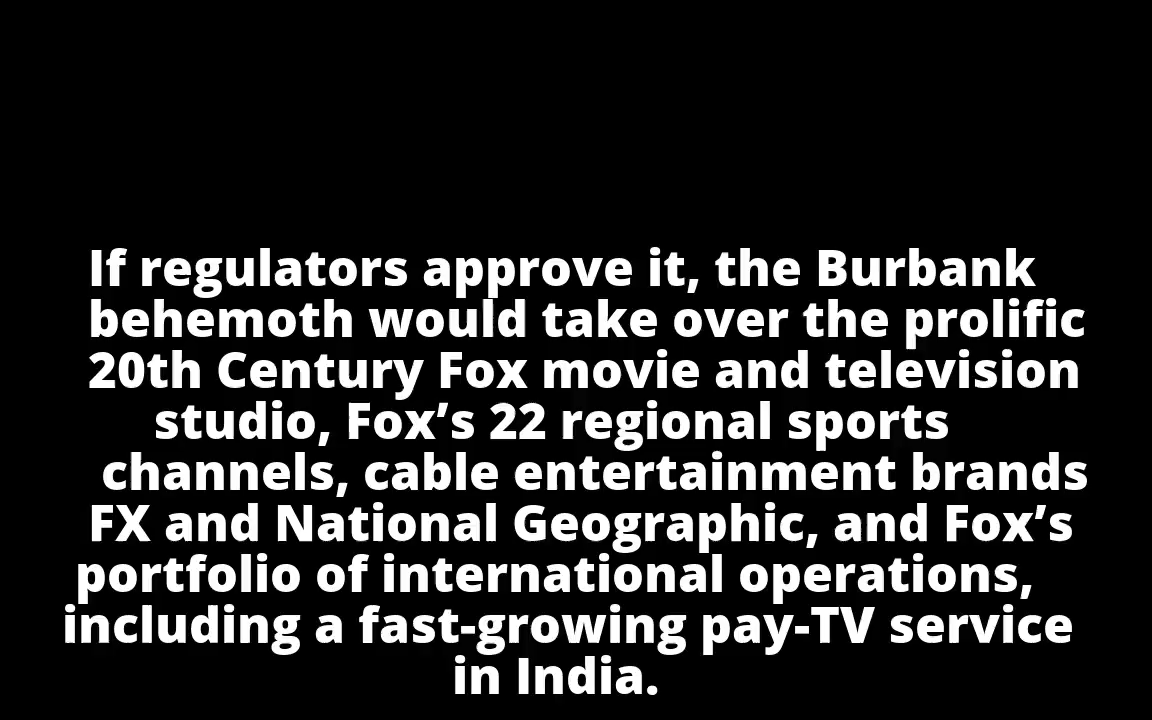 If regulators approve it, the Burbank
behemoth would take over the prolific
20th Century Fox movie and television
studio, Fox’s 22 regional sports
channels, cable entertainment brands
FX and National Geographic, and Fox’s
portfolio of international operations,
including a fast-growing pay-TV service
in India.